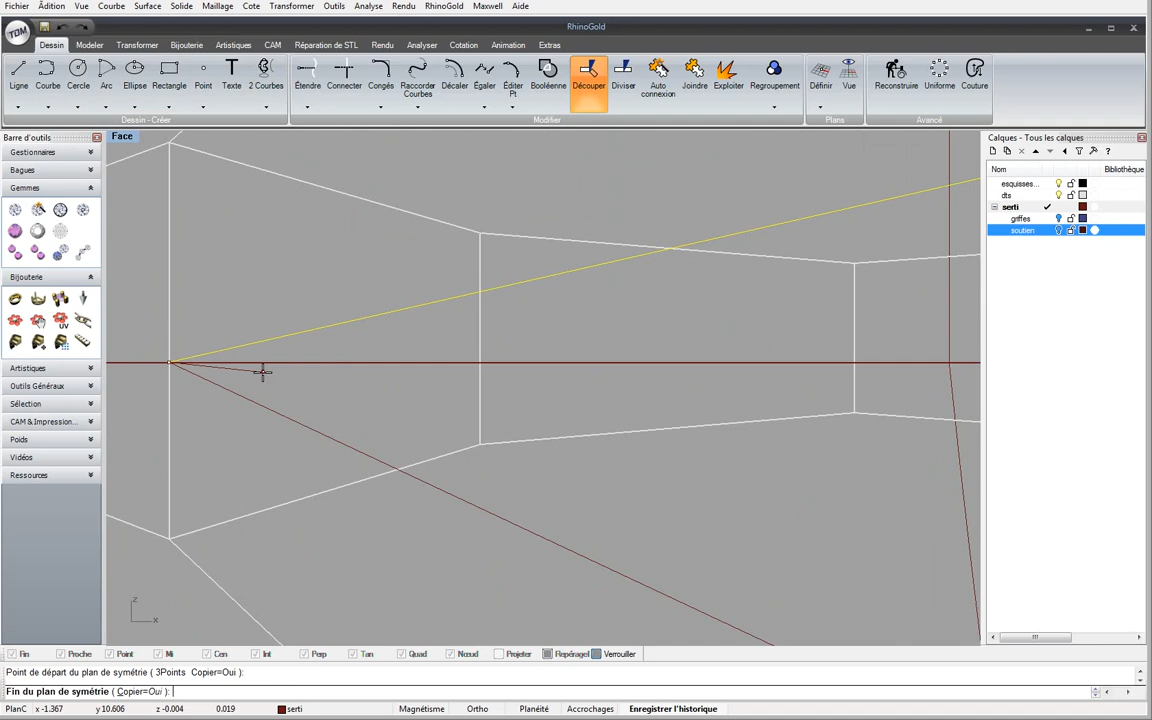 Fichier Ădition Vue Courbe Surface Solide Maillage Cote Transformer Outils Analyse Rendu RhinoGold Maxwell Aide
TDM
RhinoGold
Dessin Modeler Transformer Bijouterie Artistiques CAM Réparation de STL Rendu Analyser Cotation Animation Extras
Ligne Courbe Cercle Arc Ellipse Rectangle Point Texte 2 Courbes Étendre Connecter Congés Raccorder Courbes Décaler Égaler Éditer Pt Booléenne Découper Diviser Auto connexion Joindre Exploiter Regroupement Définir Vue Reconstruire Uniforme Couture
Dessin - Créer Modifier Plans Avancé
Barre d'outils
Face
Calques - Tous les calques
Gestionnaires
Bagues
Gemmes
Bijouterie
UV
Artistiques
Outils Généraux
Sélection
CAM & Impression...
Poids
Vidéos
Ressources
?
Nom Bibliothèque
esquisses...
dts
serti
griffes
soutien
z
x
Fin Proche Point Mi Cen Int Perp Tan Quad Nœud Projeter Repérage! Verrouiller
Point de départ du plan de symétrie ( 3Points Copier=Oui ):
Fin du plan de symétrie ( Copier=Oui ):
PlanC x -1.367 y 10.606 z -0.004 0.019 serti Magnétisme Ortho Planéité Accrochages Enregistrer l'historique